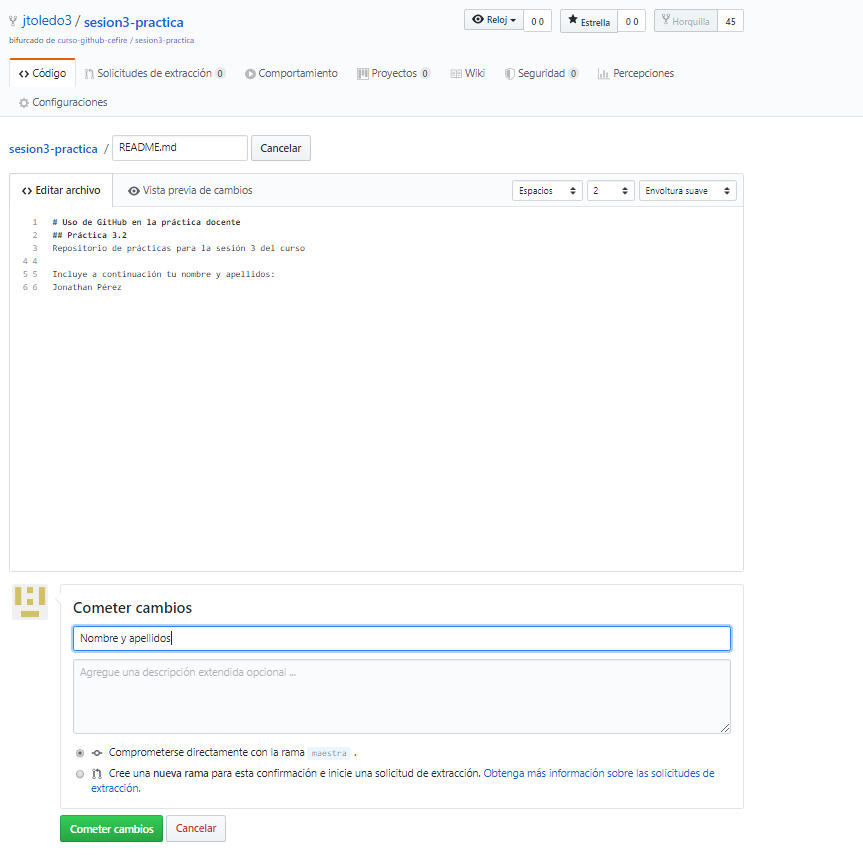 jtoledo3 / sesion3-practica
Reloj 0 0 Estrella 0 0 Horquilla 45
bifurcado de curso-github-cefire / sesion3-practica
Código Solicitudes de extracción 0 Comportamiento Proyectos 0 Wiki Seguridad 0 Percepciones
Configuraciones
sesion3-practica / README.md Cancelar
Editar archivo Vista previa de cambios Espacios 2 Envoltura suave
1 # Uso de GitHub en la práctica docente
2 ## Práctica 3.2
3 Repositorio de prácticas para la sesión 3 del curso
4 4
5 5 Incluye a continuación tu nombre y apellidos:
6 6 Jonathan Pérez
Cometer cambios
Nombre y apellidos
Agregue una descripción extendida opcional ...
Comprometerse directamente con la rama maestra .
Cree una nueva rama para esta confirmación e inicie una solicitud de extracción. Obtenga más información sobre las solicitudes de
extracción.
Cometer cambios Cancelar